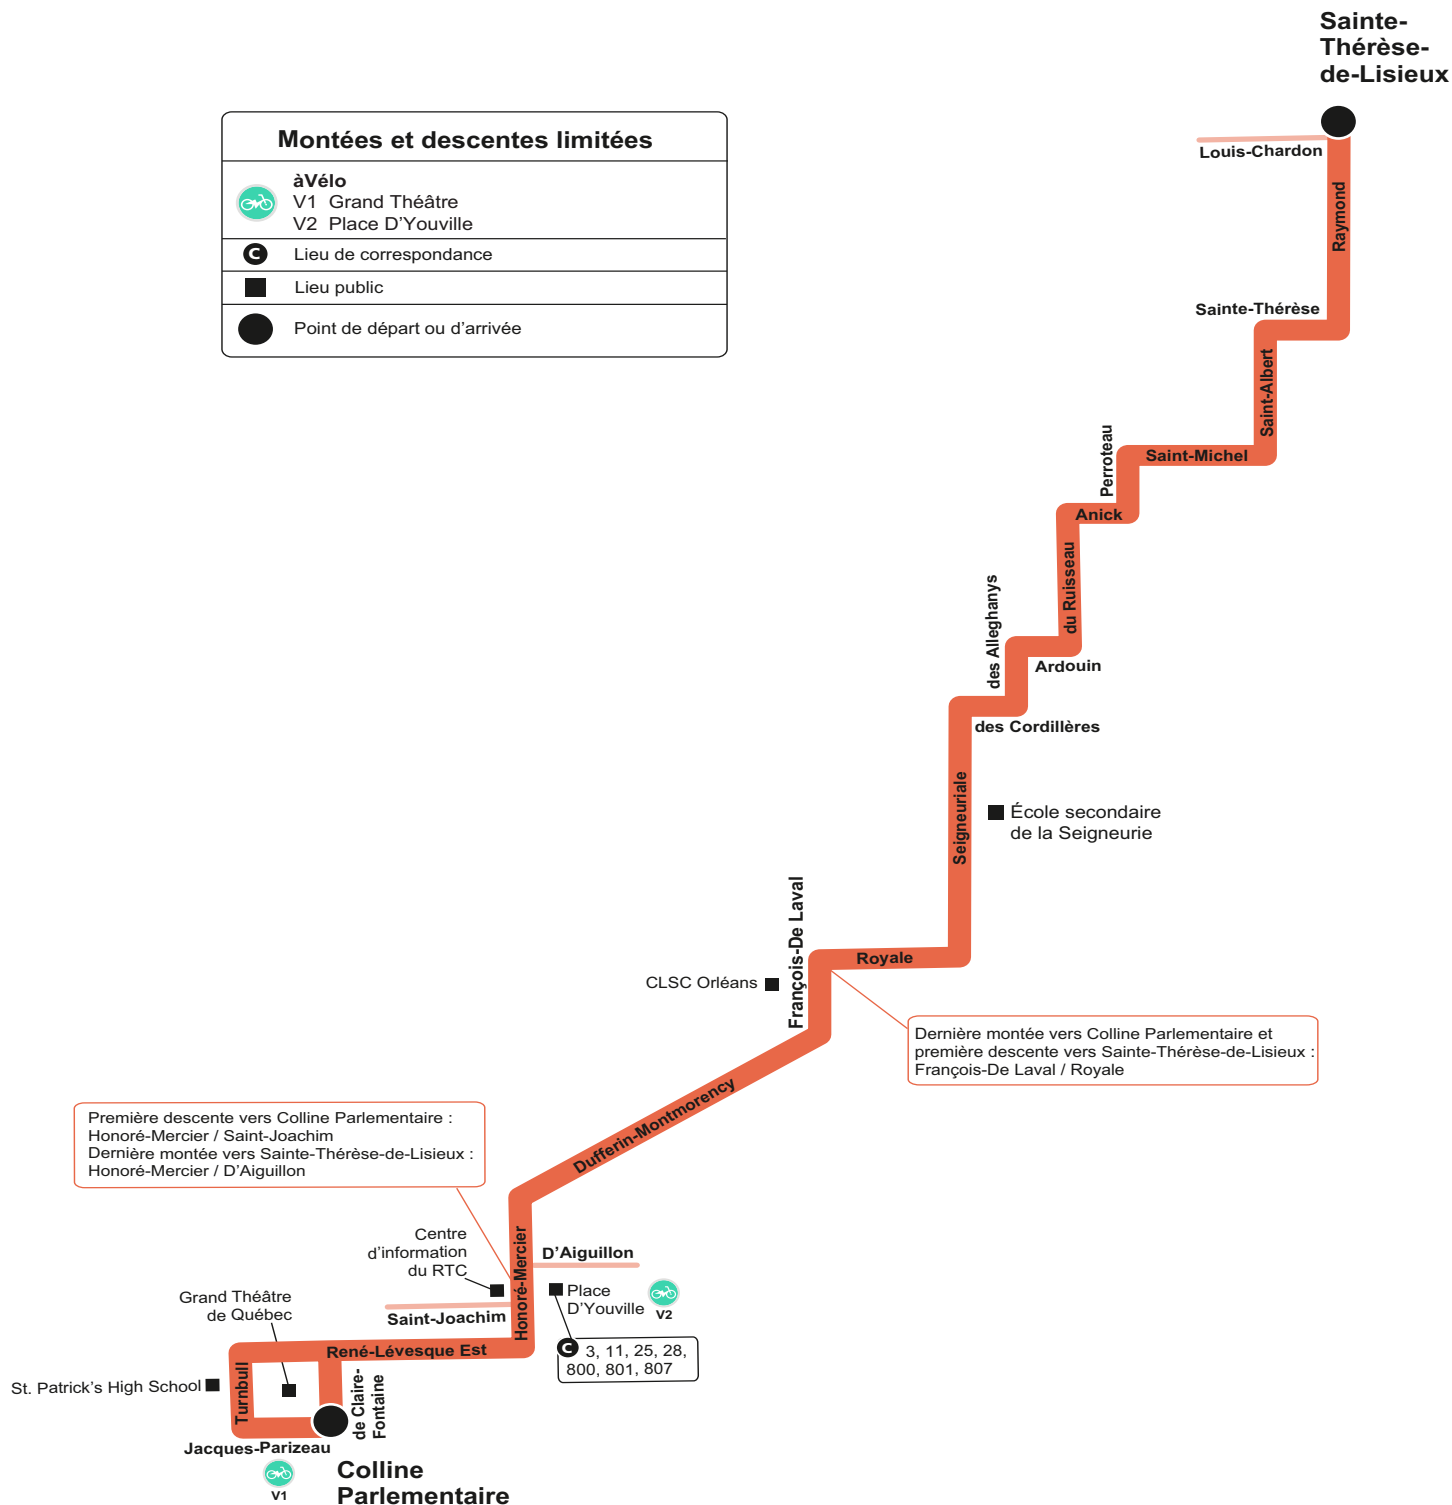 Sainte-
Thérèse-
de-Lisieux
Montées et descentes limitées
àVélo
V1 Grand Théâtre
V2 Place D'Youville
C Lieu de correspondance
Lieu public
Point de départ ou d'arrivée
Louis-Chardon
Raymond
Sainte-Thérèse
Saint-Albert
Saint-Michel
Perroteau
Anick
du Ruisseau
des Alleghanys
Ardouin
des Cordillères
Seigneuriale
École secondaire
de la Seigneurie
François-De Laval
Royale
CLSC Orléans
Dernière montée vers Colline Parlementaire et
première descente vers Sainte-Thérèse-de-Lisieux :
François-De Laval / Royale
Dufferin-Montmorency
Première descente vers Colline Parlementaire :
Honoré-Mercier / Saint-Joachim
Dernière montée vers Sainte-Thérèse-de-Lisieux :
Honoré-Mercier / D'Aiguillon
Honoré-Mercier
D'Aiguillon
Centre
d'information
du RTC
Place
D'Youville
V2
Saint-Joachim
Grand Théâtre
de Québec
C 3, 11, 25, 28,
800, 801, 807
René-Lévesque Est
St. Patrick's High School
Turnbull
de Claire-
Fontaine
Jacques-Parizeau
V1
Colline
Parlementaire